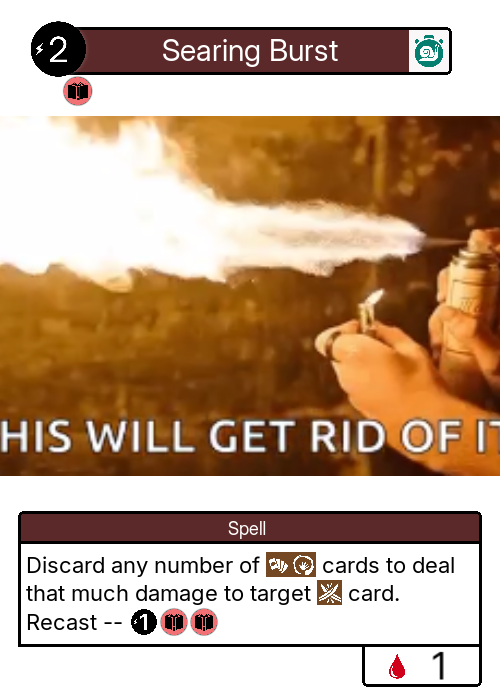 2
Searing Burst
HIS WILL GET RID OF IT
Spell
Discard any number of cards to deal
that much damage to target card.
Recast -- 1
1